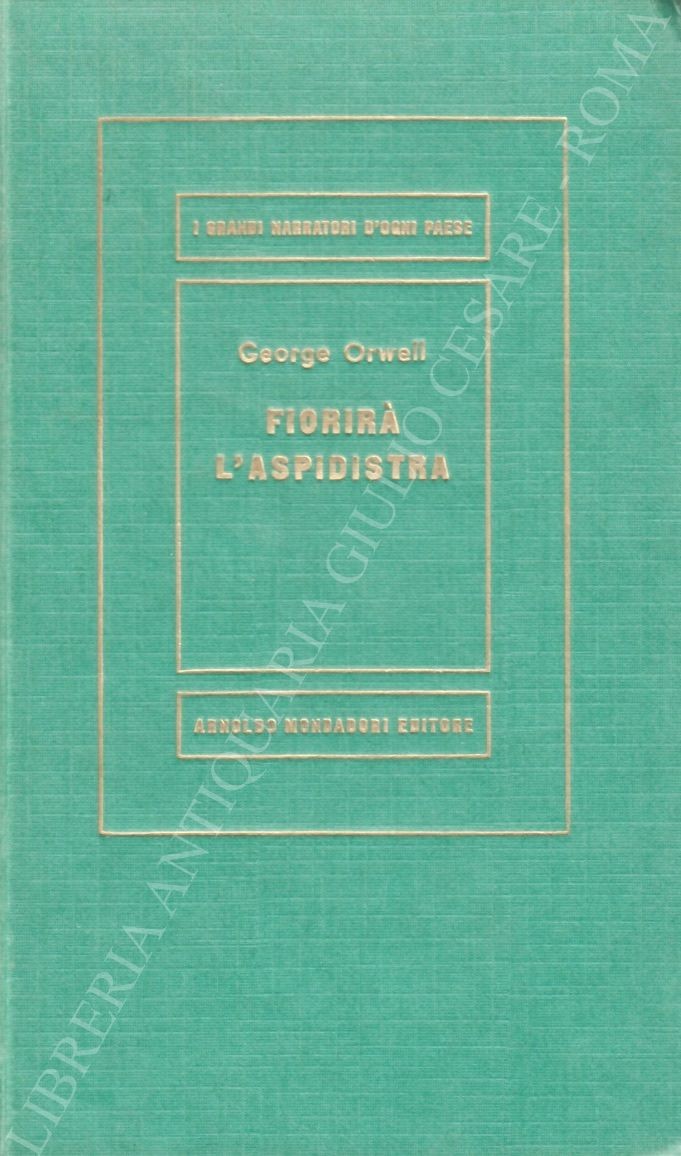 I GRANDI NARRATORI D'OGNI PAESE
George Orwell
FIORIRÀ
L'ASPIDISTRA
ARNOLDO MONDADORI EDITORE
LIBRERIA ANTIQUARIA GIULIO CESARE - ROMA